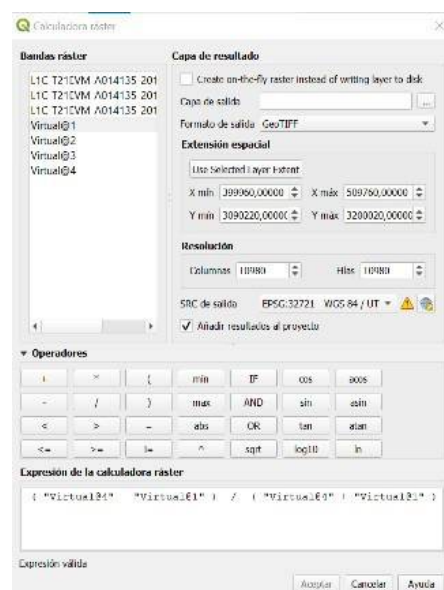 Calculadora ráster
Bandas ráster
L1C T21EVM A014135 201
L1C T21EVM A014135 201
L1C T21EVM A014135 201
Virtual@1
Virtual@2
Virtual@3
Virtual@4
Capa de resultado
Create on-the-fly raster instead of writing layer to disk
Capa de salida
...
Formato de salida GeoTIFF
Extensión espacial
Use Selected Layer Extent
X mín 399960,00000 X máx 509760,00000
Y mín 3090220,0000 Y máx 3200020,0000
Resolución
Columnas 10980 Filas 10980
SRC de salida EPSG:32721 WGS 84 / UT
Añadir resultados al proyecto
Operadores
+ * ( min IF cos acos
- / ) max AND sin asin
< > = abs OR tan atan
<= >= != ^ sqrt log10 ln
Expresión de la calculadora ráster
( "Virtual@4" "Virtual@1" ) / ( "Virtual@4" + "Virtual@1" )
Expresión válida
Aceptar Cancelar Ayuda